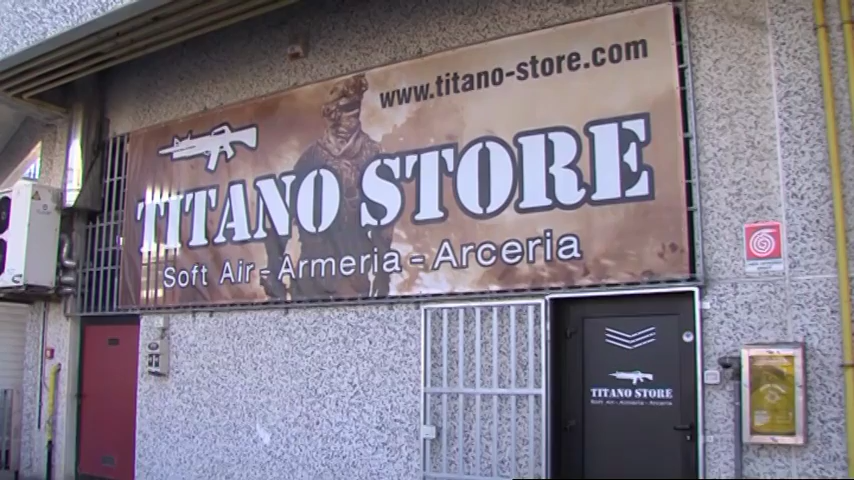 www.titano-store.com
TITANO STORE
Soft Air - Armeria - Arceria
TITANO STORE
Soft Air - Armeria - Arceria